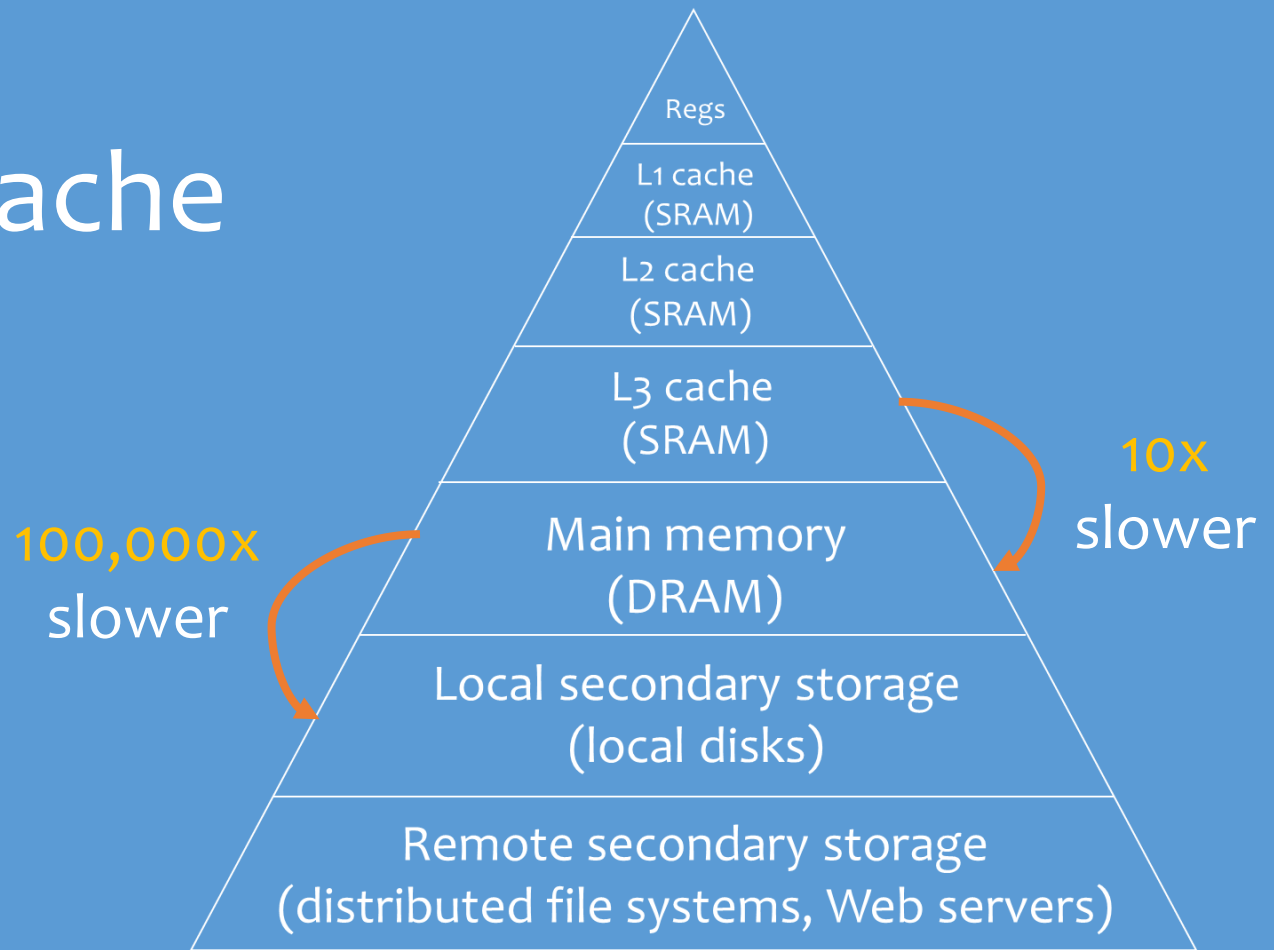 ache
Regs
L1 cache
(SRAM)
L2 cache
(SRAM)
L3 cache
(SRAM)
10x
slower
100,000x
slower
Main memory
(DRAM)
Local secondary storage
(local disks)
Remote secondary storage
(distributed file systems, Web servers)